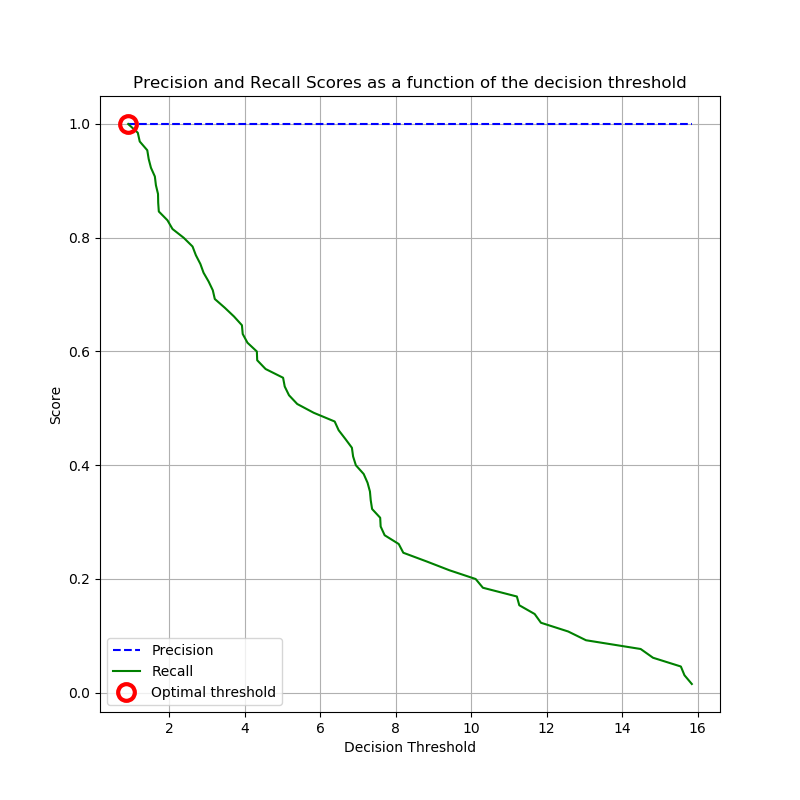 Precision and Recall Scores as a function of the decision threshold
1.0
0.8
0.6
0.4
0.2
0.0
Score
Precision
Recall
Optimal threshold
2 4 6 8 10 12 14 16
Decision Threshold